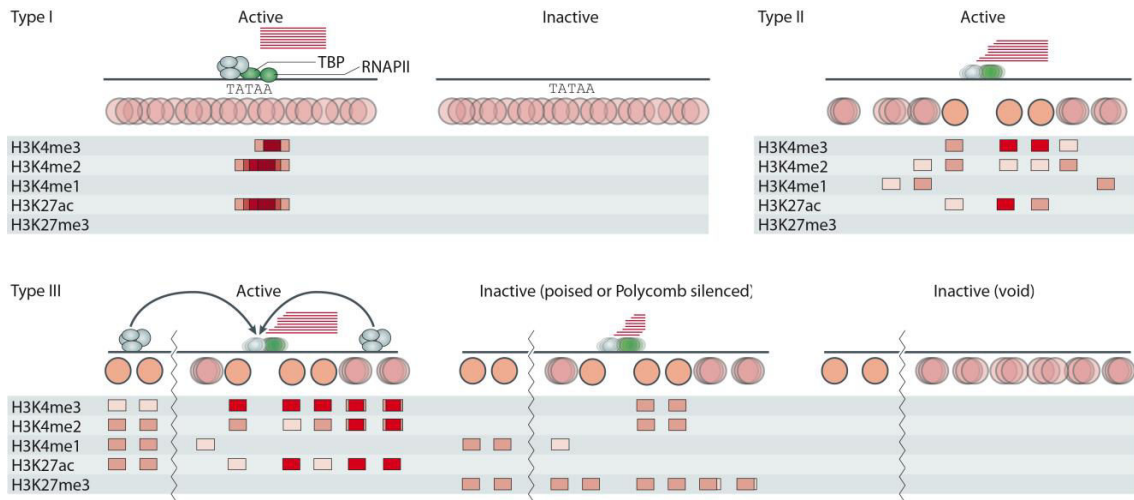 Type I
Active
Inactive
Type II
Active
TBP
RNAPII
TATAA
TATAA
H3K4me3
H3K4me2
H3K4me1
H3K27ac
H3K27me3
H3K4me3
H3K4me2
H3K4me1
H3K27ac
H3K27me3
Type III
Active
Inactive (poised or Polycomb silenced)
Inactive (void)
H3K4me3
H3K4me2
H3K4me1
H3K27ac
H3K27me3